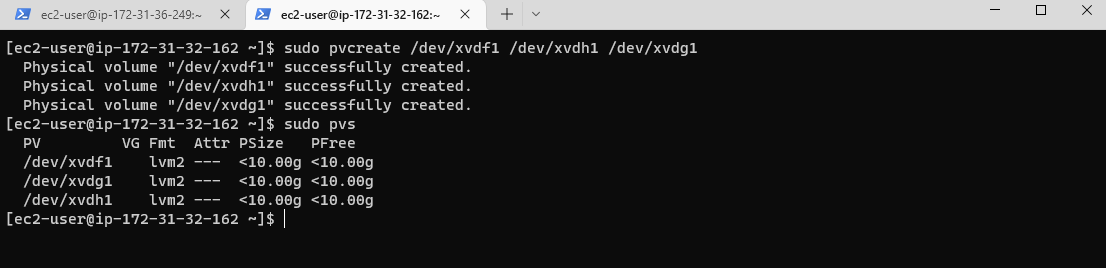 ec2-user@ip-172-31-36-249:~ ec2-user@ip-172-31-32-162:~
[ec2-user@ip-172-31-32-162 ~]$ sudo pvcreate /dev/xvdf1 /dev/xvdh1 /dev/xvdg1
  Physical volume "/dev/xvdf1" successfully created.
  Physical volume "/dev/xvdh1" successfully created.
  Physical volume "/dev/xvdg1" successfully created.
[ec2-user@ip-172-31-32-162 ~]$ sudo pvs
  PV         VG Fmt  Attr PSize   PFree
  /dev/xvdf1    lvm2 ---  <10.00g <10.00g
  /dev/xvdg1    lvm2 ---  <10.00g <10.00g
  /dev/xvdh1    lvm2 ---  <10.00g <10.00g
[ec2-user@ip-172-31-32-162 ~]$